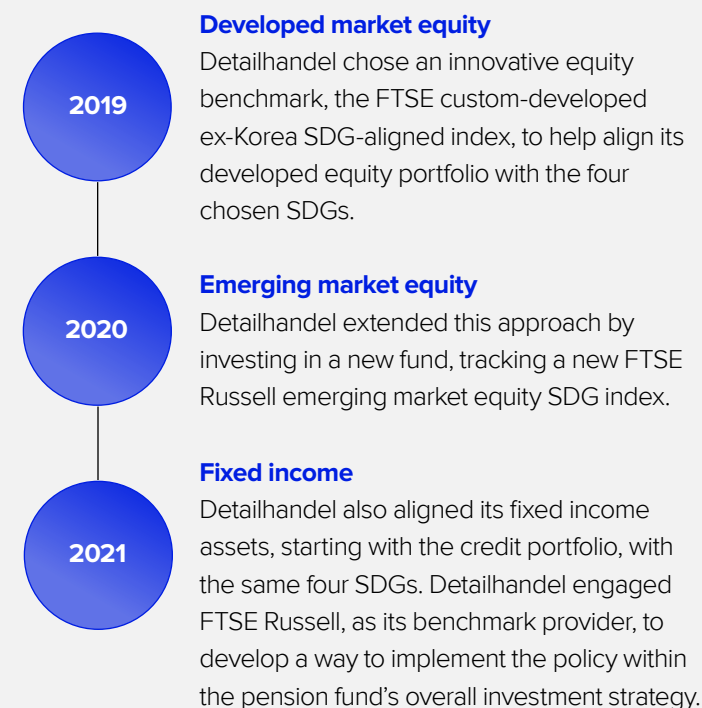 Developed market equity
2019
Detailhandel chose an innovative equity
benchmark, the FTSE custom-developed
ex-Korea SDG-aligned index, to help align its
developed equity portfolio with the four
chosen SDGs.
Emerging market equity
2020
Detailhandel extended this approach by
investing in a new fund, tracking a new FTSE
Russell emerging market equity SDG index.
Fixed income
2021
Detailhandel also aligned its fixed income
assets, starting with the credit portfolio, with
the same four SDGs. Detailhandel engaged
FTSE Russell, as its benchmark provider, to
develop a way to implement the policy within
the pension fund's overall investment strategy.